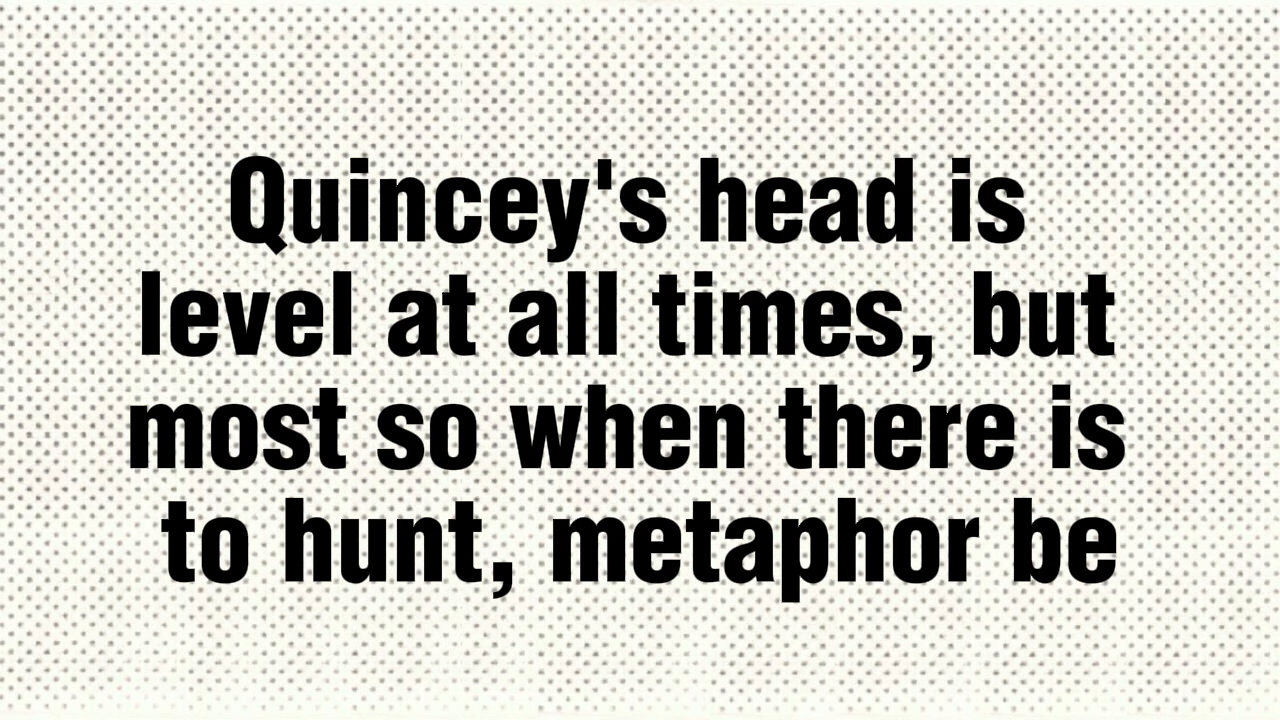 Quincey's head is
level at all times, but
most so when there is
to hunt, metaphor be